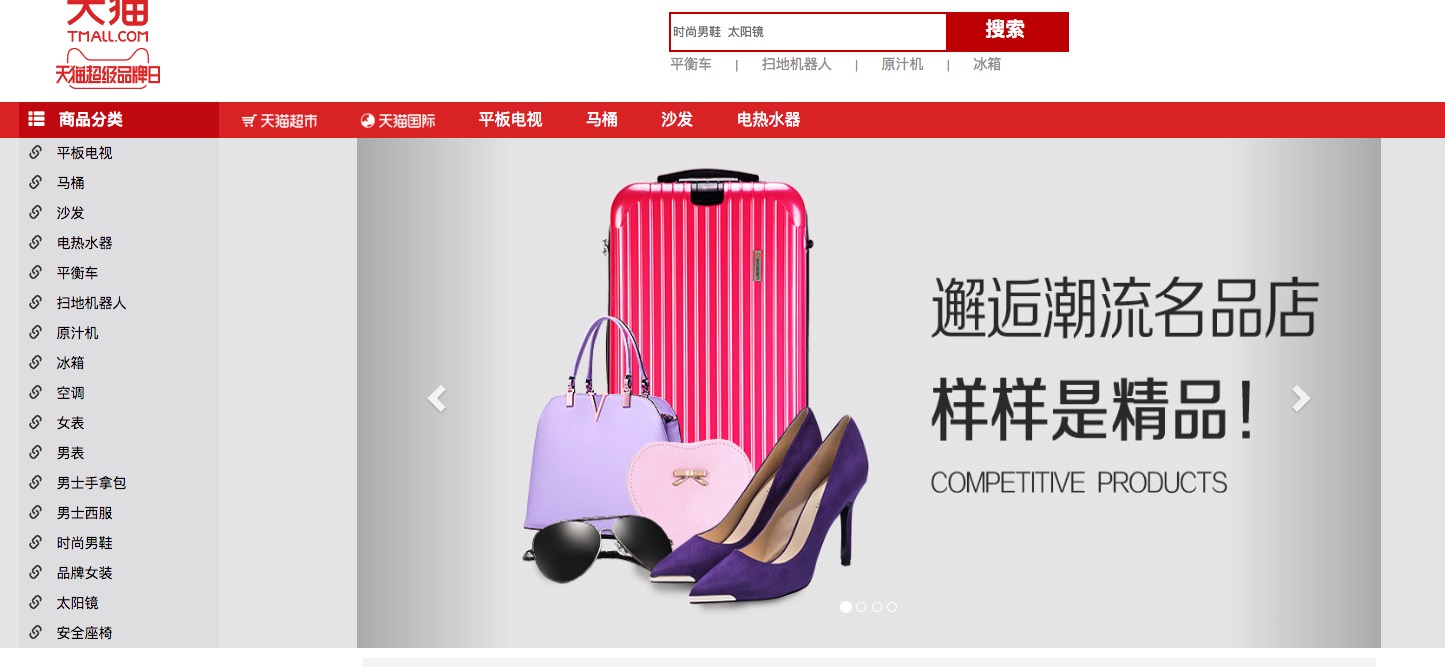 天猫
TMALL.COM
天猫超级品牌日
时尚男鞋 太阳镜
搜索
平衡车 | 扫地机器人 | 原汁机 | 冰箱
商品分类 天猫超市 天猫国际 平板电视 马桶 沙发 电热水器
平板电视
马桶
沙发
电热水器
平衡车
扫地机器人
原汁机
冰箱
空调
女表
男表
男士手拿包
男士西服
时尚男鞋
品牌女装
太阳镜
安全座椅
邂逅潮流名品店
样样是精品!
COMPETITIVE PRODUCTS